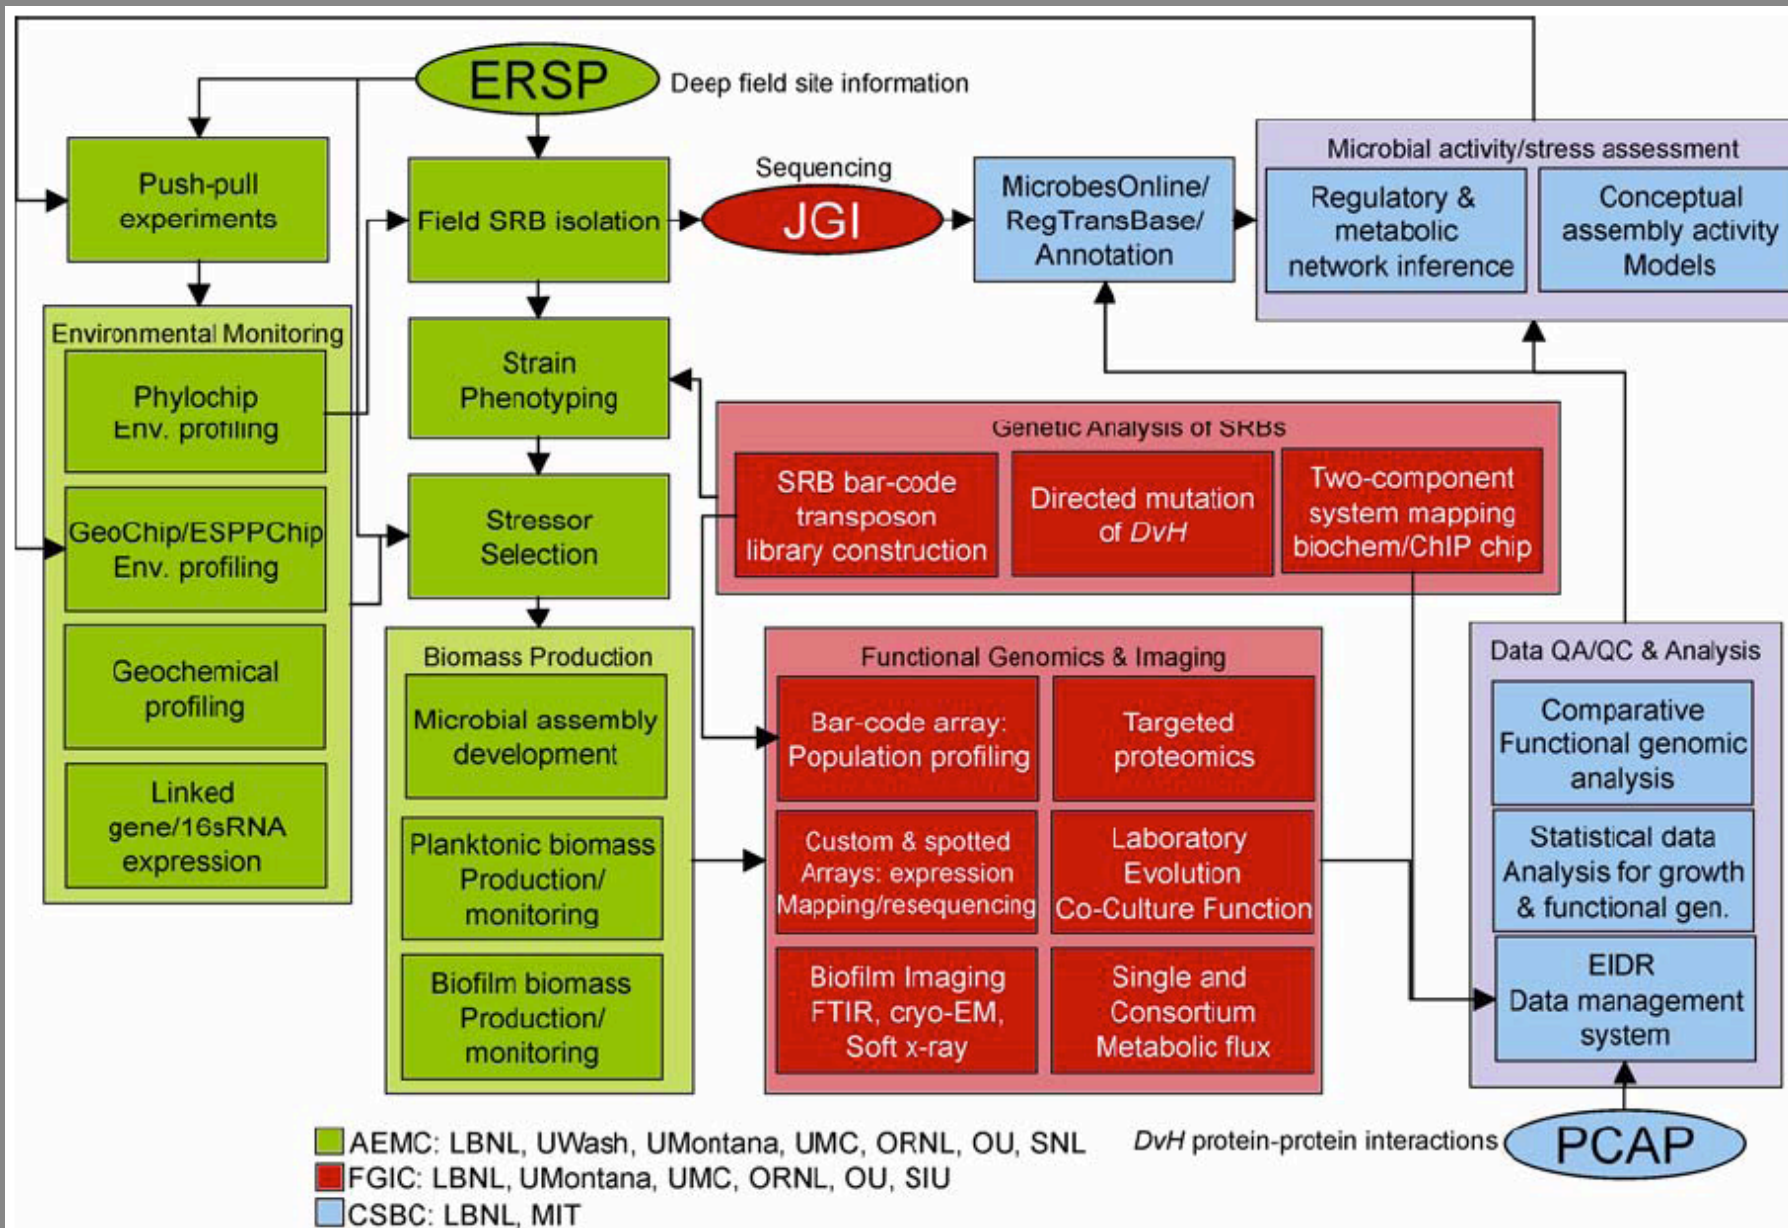 ERSP
Deep field site information
Push-pull
experiments
Field SRB isolation
Sequencing
JGI
MicrobesOnline/
RegTransBase/
Annotation
Microbial activity/stress assessment
Regulatory &
metabolic
network inference
Conceptual
assembly activity
Models
Environmental Monitoring
Phylochip
Env. profiling
GeoChip/ESPPChip
Env. profiling
Geochemical
profiling
Linked
gene/16sRNA
expression
Strain
Phenotyping
Stressor
Selection
Genetic Analysis of SRBs
SRB bar-code
transposon
library construction
Directed mutation
of DvH
Two-component
system mapping
biochem/ChIP chip
Biomass Production
Microbial assembly
development
Planktonic biomass
Production/
monitoring
Biofilm biomass
Production/
monitoring
Functional Genomics & Imaging
Bar-code array:
Population profiling
Targeted
proteomics
Custom & spotted
Arrays: expression
Mapping/resequencing
Laboratory
Evolution
Co-Culture Function
Biofilm Imaging
FTIR, cryo-EM,
Soft x-ray
Single and
Consortium
Metabolic flux
Data QA/QC & Analysis
Comparative
Functional genomic
analysis
Statistical data
Analysis for growth
& functional gen.
EIDR
Data management
system
DvH protein-protein interactions
PCAP
AEMC: LBNL, UWash, UMontana, UMC, ORNL, OU, SNL
FGIC: LBNL, UMontana, UMC, ORNL, OU, SIU
CSBC: LBNL, MIT